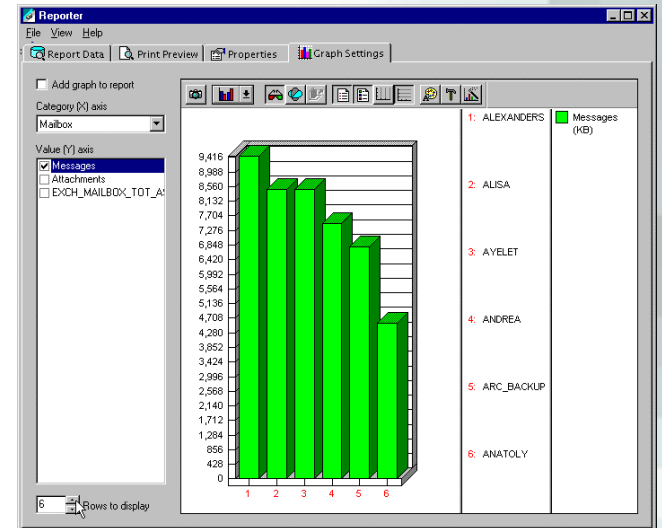 Reporter
File View Help
Report Data Print Preview Properties Graph Settings
Add graph to report
Category (X) axis
Mailbox
Value (Y) axis
Messages
Attachments
EXCH_MAILBOX_TOT_A
6 Rows to display
9,416
8,988
8,560
8,132
7,704
7,276
6,848
6,420
5,992
5,564
5,136
4,708
4,280
3,852
3,424
2,996
2,568
2,140
1,712
1,284
856
428
0
1 2 3 4 5 6
1: ALEXANDERS
2: ALISA
3: AYELET
4: ANDREA
5: ARC_BACKUP
6: ANATOLY
Messages
(KB)